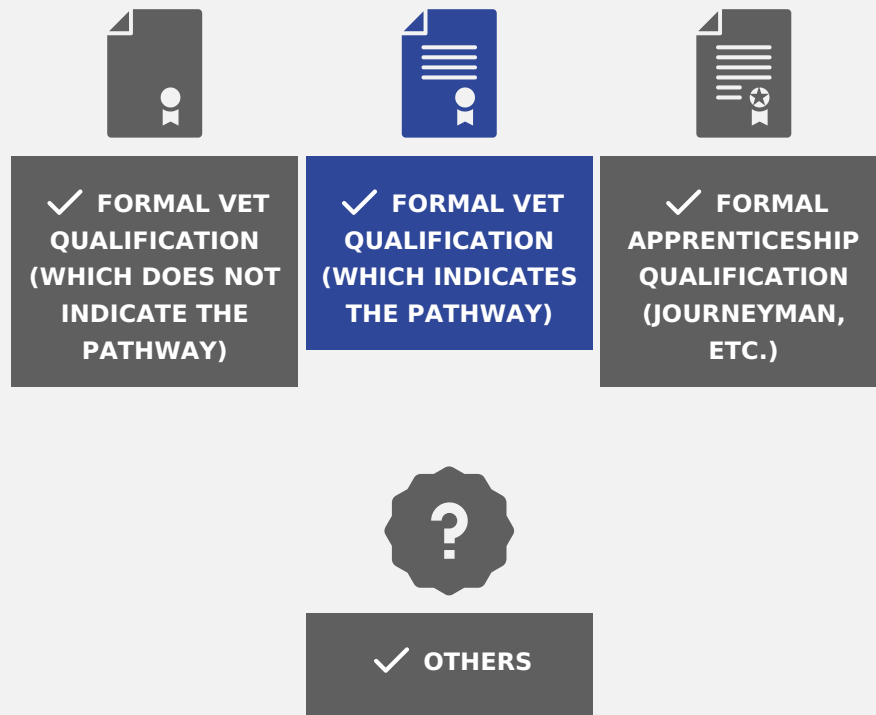 FORMAL VET
QUALIFICATION
(WHICH DOES NOT
INDICATE THE
PATHWAY)
FORMAL VET
QUALIFICATION
(WHICH INDICATES
THE PATHWAY)
FORMAL
APPRENTICESHIP
QUALIFICATION
(JOURNEYMAN,
ETC.)
?
OTHERS